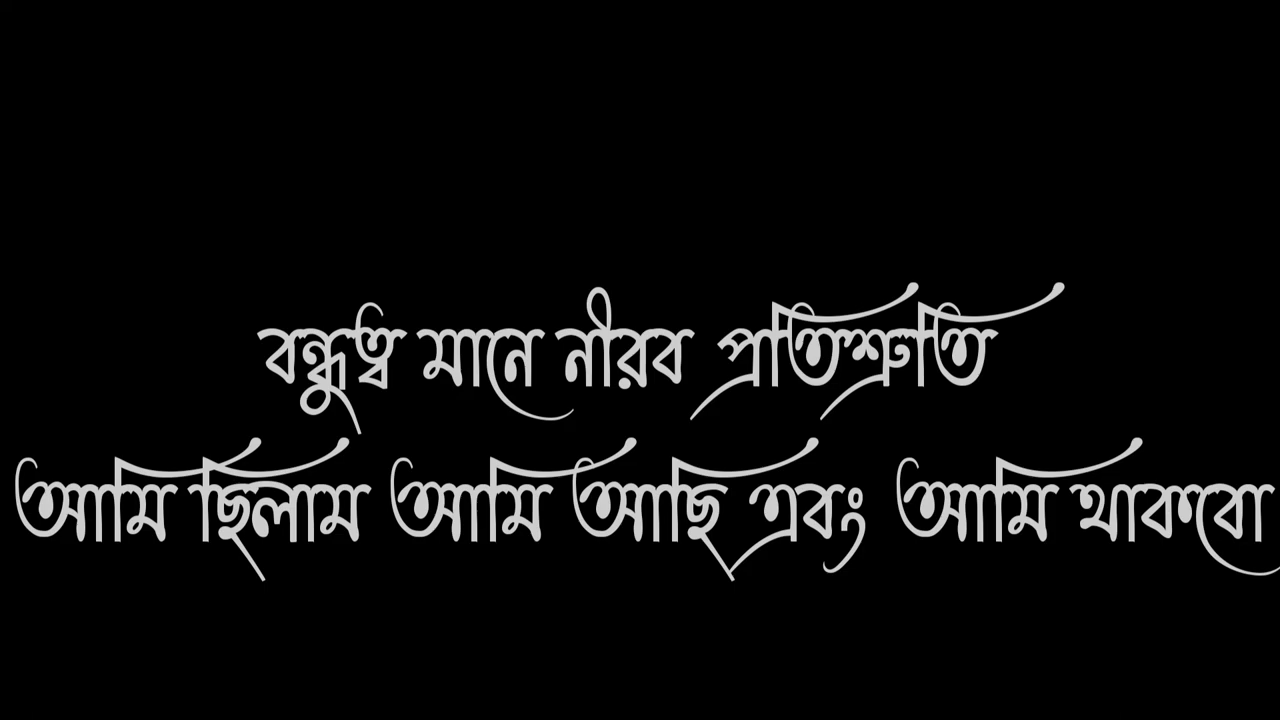 বন্ধুত্ব মানে নীরব প্রতিশ্রুতি
আমি ছিলাম আমি আছি এবং আমি থাকবো